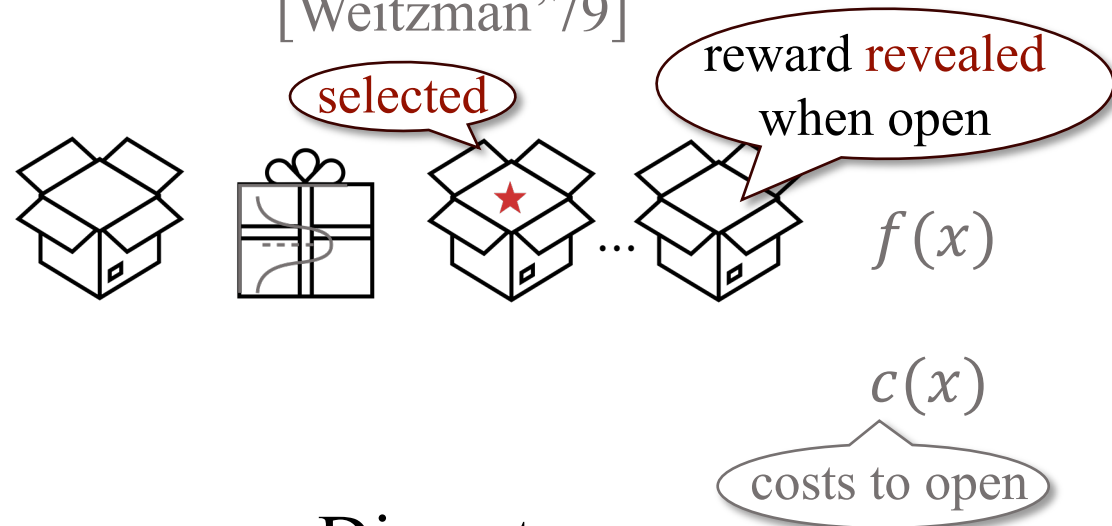 [Weitzman’79]
selected
reward revealed
when open
...
f(x)
c(x)
costs to open